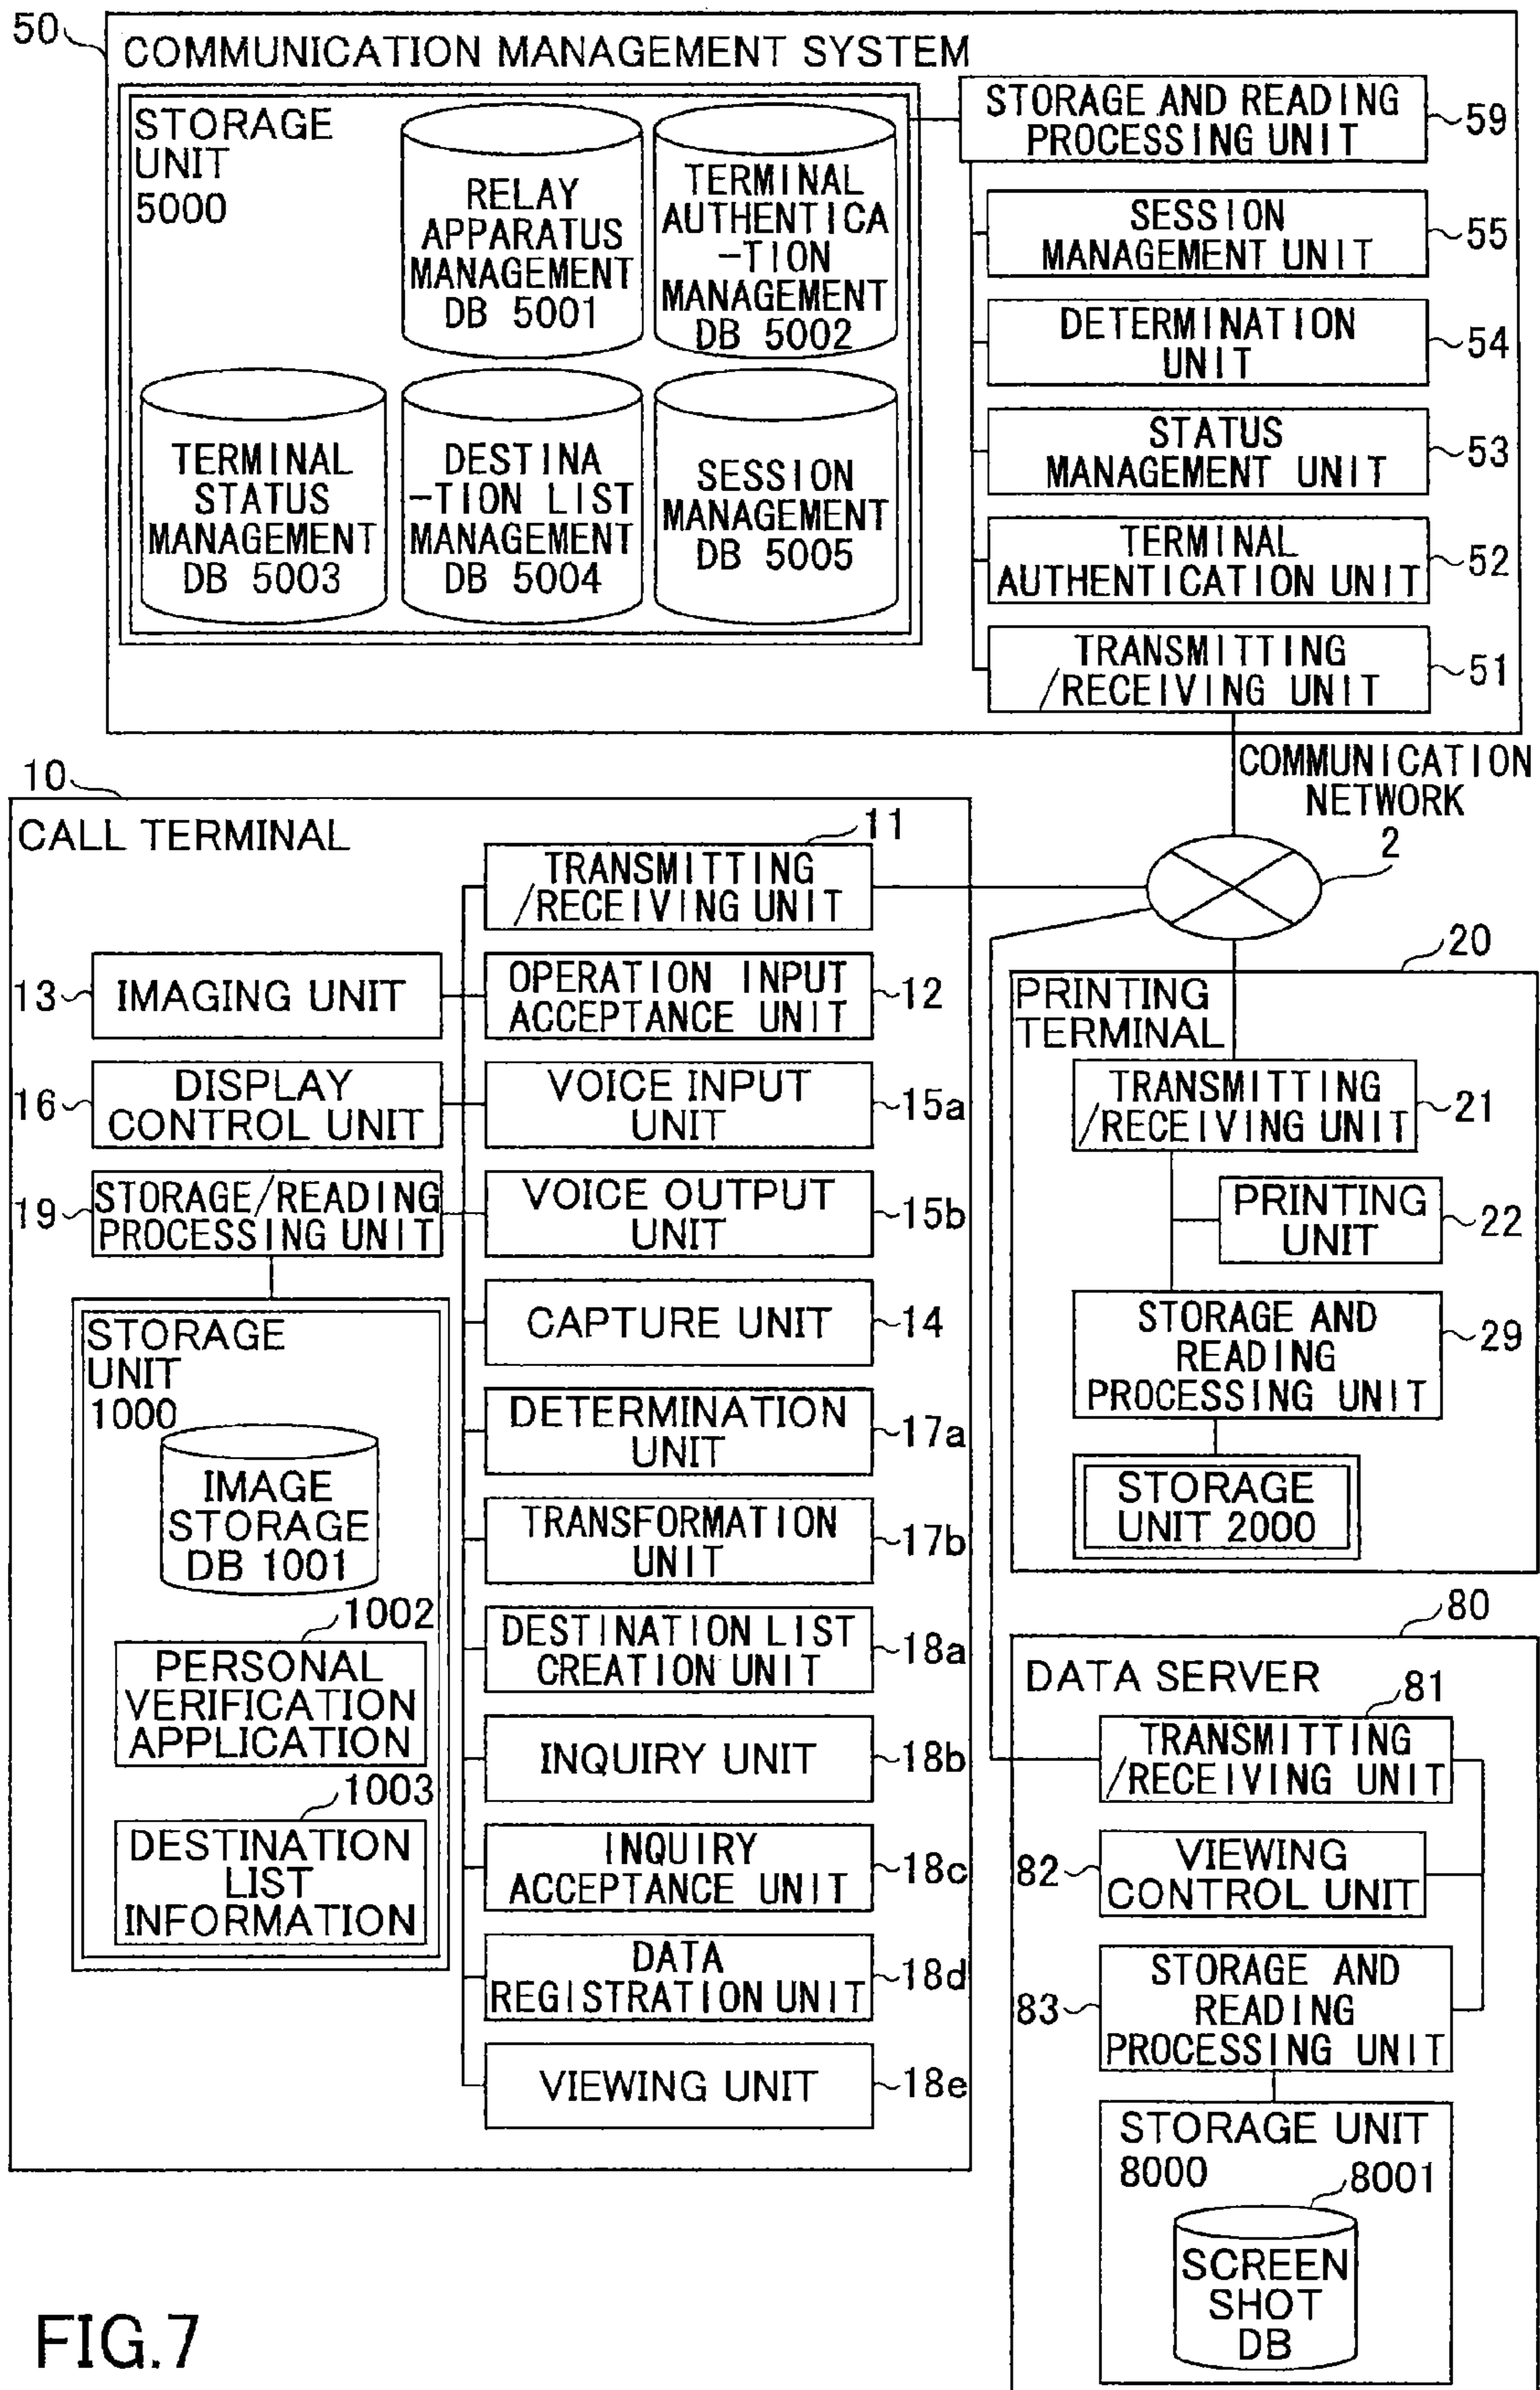 50
COMMUNICATION MANAGEMENT SYSTEM
STORAGE
UNIT
5000
RELAY
APPARATUS
MANAGEMENT
DB 5001
TERMINAL
AUTHENTICA
-TION
MANAGEMENT
DB 5002
TERMINAL
STATUS
MANAGEMENT
DB 5003
DESTINA
-TION LIST
MANAGEMENT
DB 5004
SESSION
MANAGEMENT
DB 5005
STORAGE AND READING
PROCESSING UNIT
59
SESSION
MANAGEMENT UNIT
55
DETERMINATION
UNIT
54
STATUS
MANAGEMENT UNIT
53
TERMINAL
AUTHENTICATION UNIT
52
TRANSMITTING
/RECEIVING UNIT
51
COMMUNICATION
NETWORK
2
10
CALL TERMINAL
11
TRANSMITTING
/RECEIVING UNIT
13
IMAGING UNIT
OPERATION INPUT
ACCEPTANCE UNIT
12
16
DISPLAY
CONTROL UNIT
VOICE INPUT
UNIT
15a
19
STORAGE/READING
PROCESSING UNIT
VOICE OUTPUT
UNIT
15b
CAPTURE UNIT
14
DETERMINATION
UNIT
17a
TRANSFORMATION
UNIT
17b
DESTINATION LIST
CREATION UNIT
18a
INQUIRY UNIT
18b
INQUIRY
ACCEPTANCE UNIT
18c
DATA
REGISTRATION UNIT
18d
VIEWING UNIT
18e
STORAGE
UNIT
1000
IMAGE
STORAGE
DB 1001
1002
PERSONAL
VERIFICATION
APPLICATION
1003
DESTINATION
LIST
INFORMATION
20
PRINTING
TERMINAL
TRANSMITTING
/RECEIVING UNIT
21
PRINTING
UNIT
22
STORAGE AND
READING
PROCESSING UNIT
29
STORAGE
UNIT 2000
80
DATA SERVER
81
TRANSMITTING
/RECEIVING UNIT
82
VIEWING
CONTROL UNIT
83
STORAGE AND
READING
PROCESSING UNIT
STORAGE UNIT
8000
8001
SCREEN
SHOT
DB
FIG.7